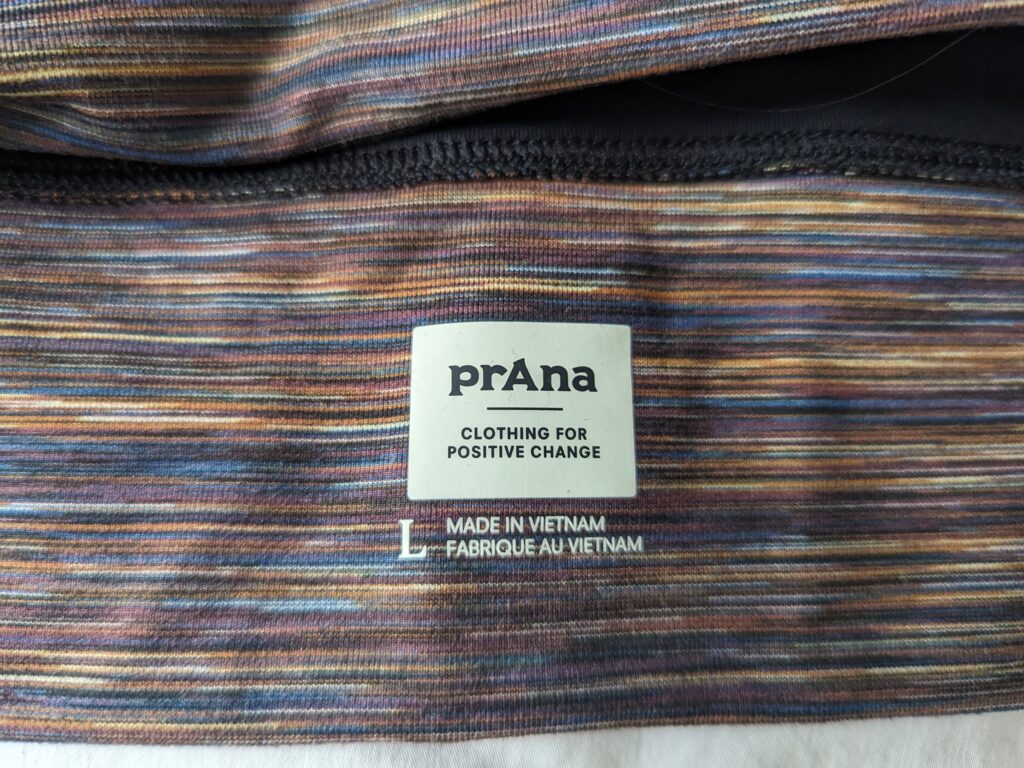 prAna
CLOTHING FOR
POSITIVE CHANGE
L
MADE IN VIETNAM
FABRIQUE AU VIETNAM